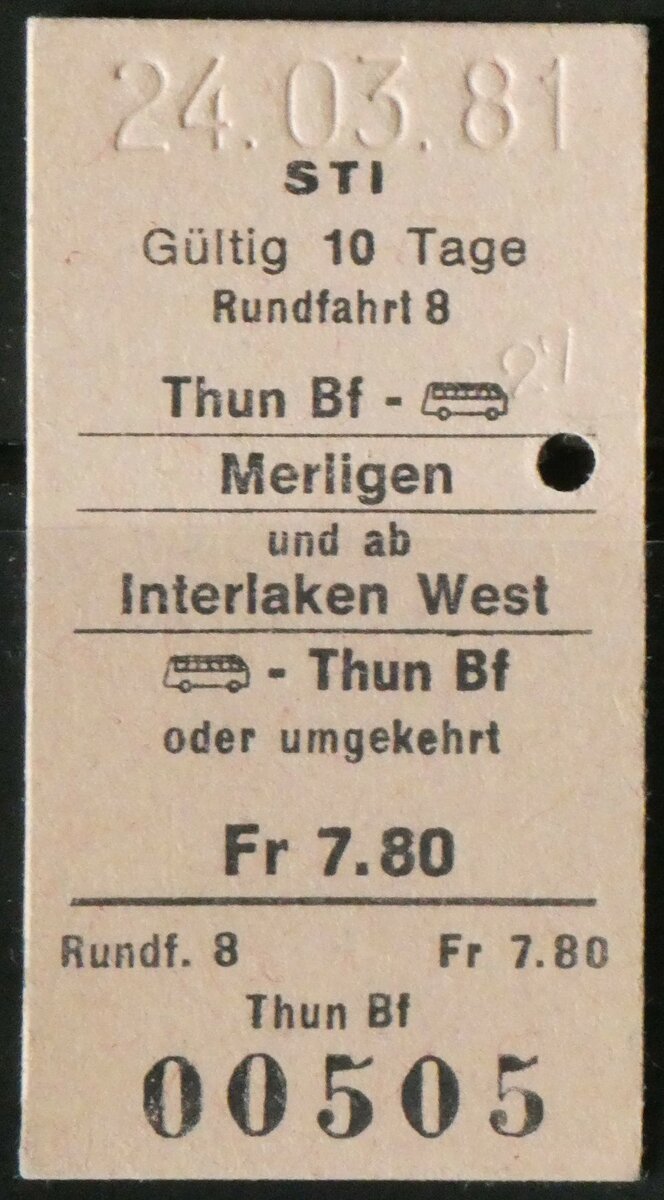 24.03.81
STI
Gültig 10 Tage
Rundfahrt 8
Thun Bf -
Merligen
und ab
Interlaken West
- Thun Bf
oder umgekehrt
Fr 7.80
Rundf. 8 Fr 7.80
Thun Bf
00505